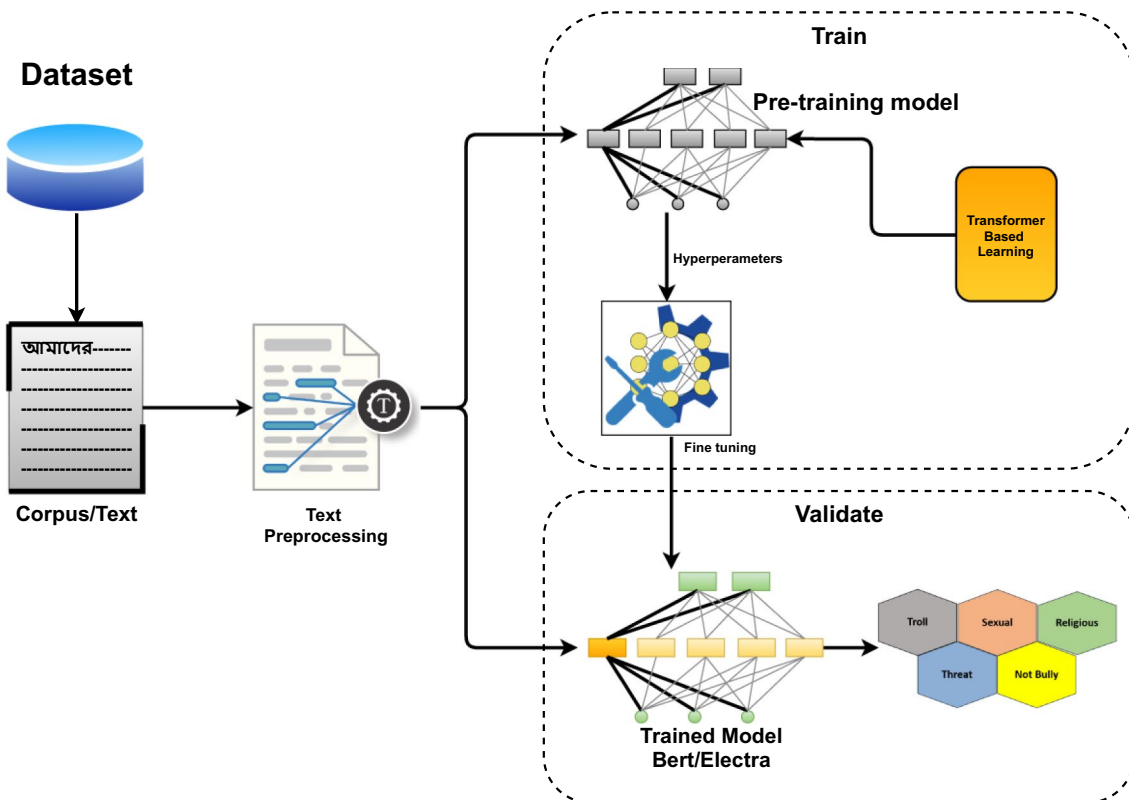 Dataset
আমাদের-------
Corpus/Text
T
Text
Preprocessing
Train
Pre-training model
Transformer
Based
Learning
Hyperperameters
Fine tuning
Validate
Trained Model
Bert/Electra
Troll
Sexual
Religious
Threat
Not Bully